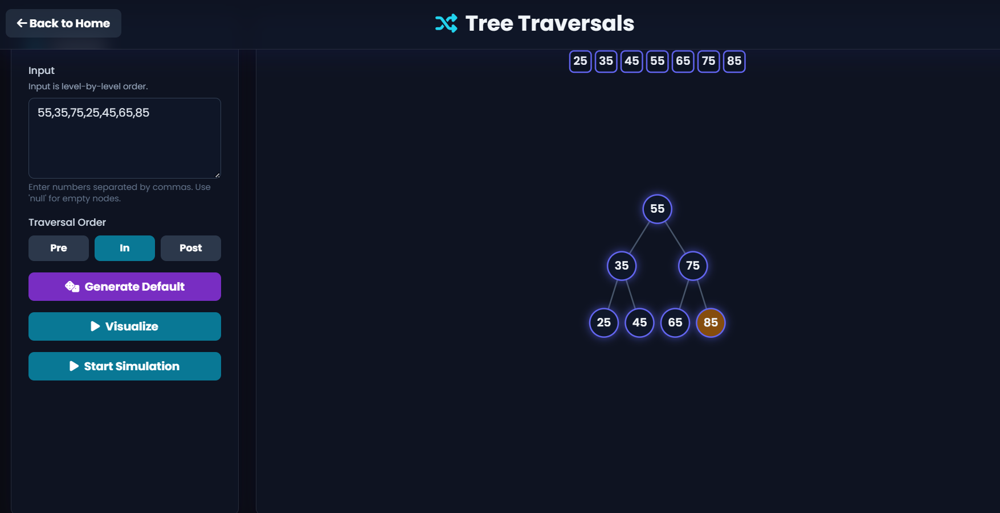 Back to Home
Tree Traversals
Input
Input is level-by-level order.
55,35,75,25,45,65,85
Enter numbers separated by commas. Use
'null' for empty nodes.
Traversal Order
Pre In Post
Generate Default
Visualize
Start Simulation
25 35 45 55 65 75 85
55
35 75
25 45 65 85